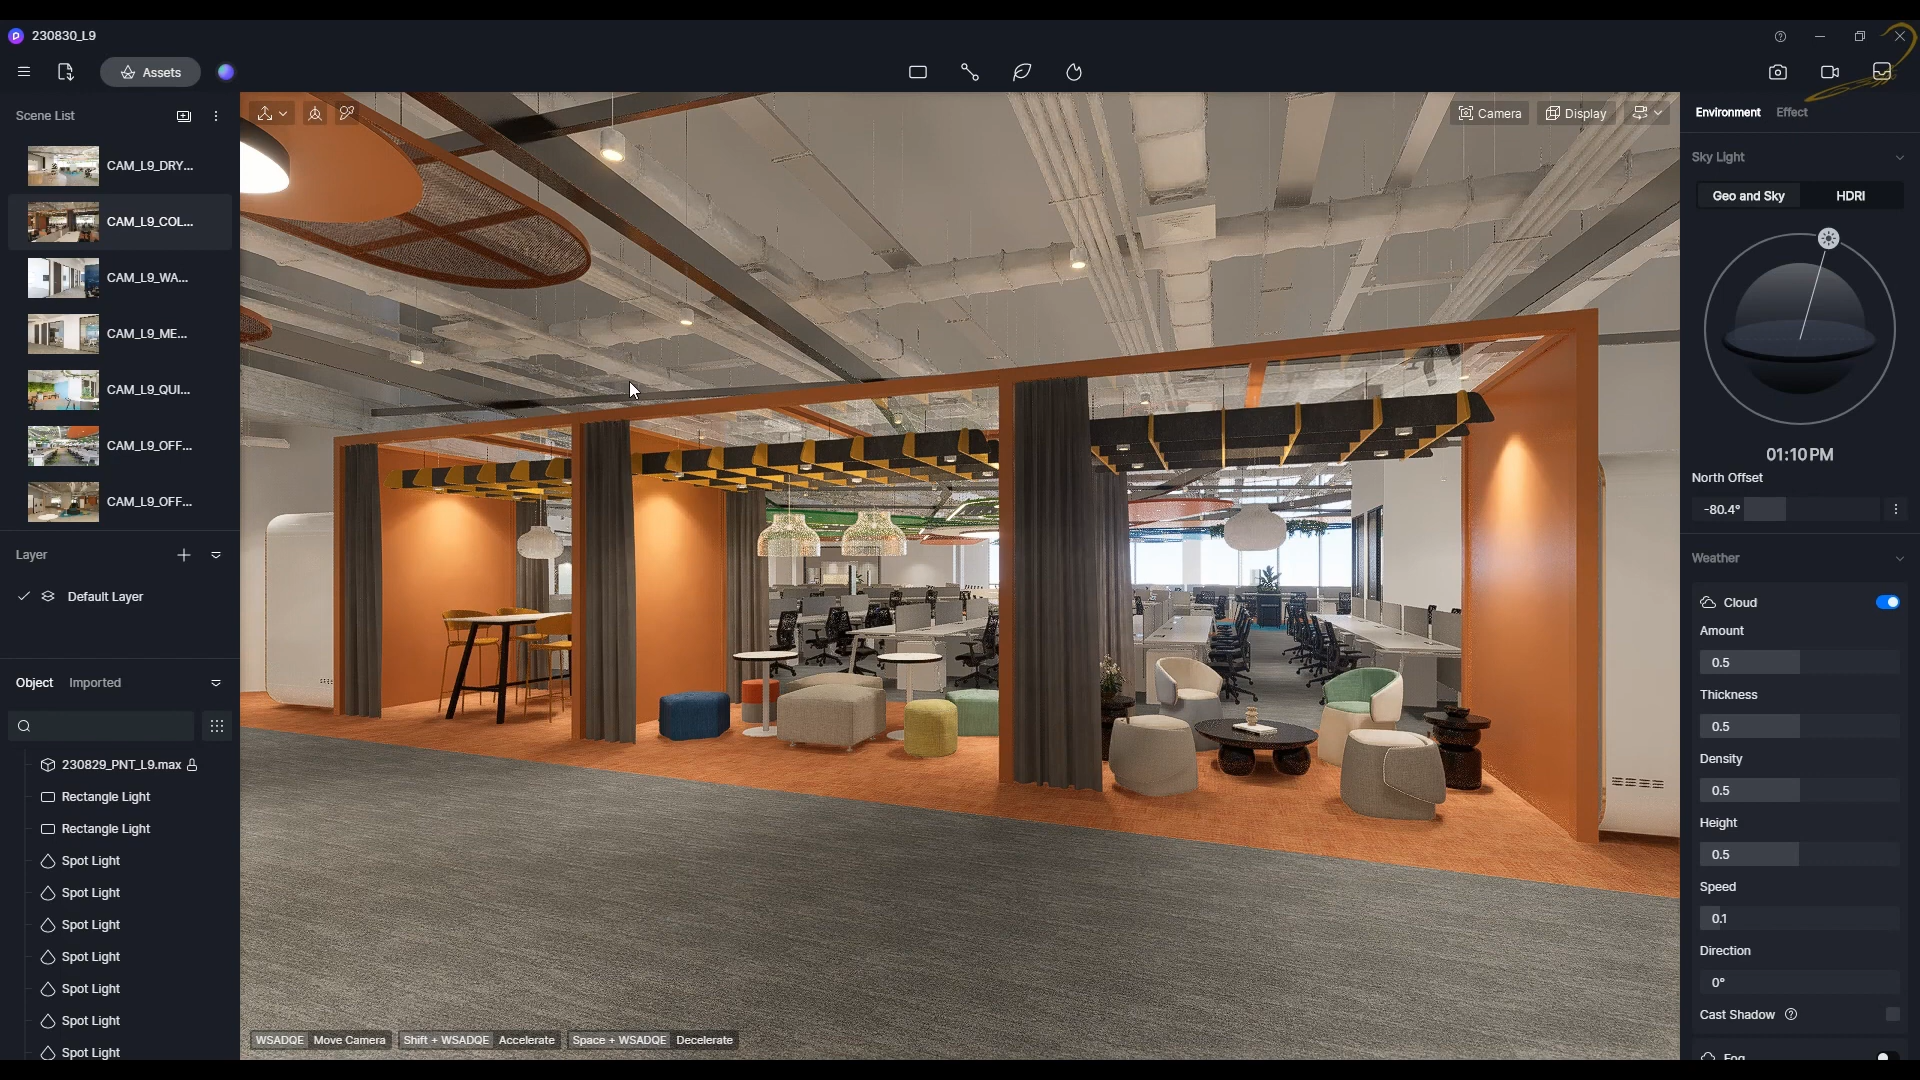 230830_L9
Assets
Scene List
CAM_L9_DRY...
CAM_L9_COL...
CAM_L9_WA...
CAM_L9_ME...
CAM_L9_QUI...
CAM_L9_OFF...
CAM_L9_OFF...
Layer
Default Layer
Object Imported
230829_PNT_L9.max
Rectangle Light
Rectangle Light
Spot Light
Spot Light
Spot Light
Spot Light
Spot Light
Spot Light
Spot Light
Camera Display
WSADQE Move Camera Shift + WSADQE Accelerate Space + WSADQE Decelerate
Environment Effect
Sky Light
Geo and Sky HDRI
01:10 PM
North Offset
-80.4°
Weather
Cloud
Amount
0.5
Thickness
0.5
Density
0.5
Height
0.5
Speed
0.1
Direction
0°
Cast Shadow
Fog